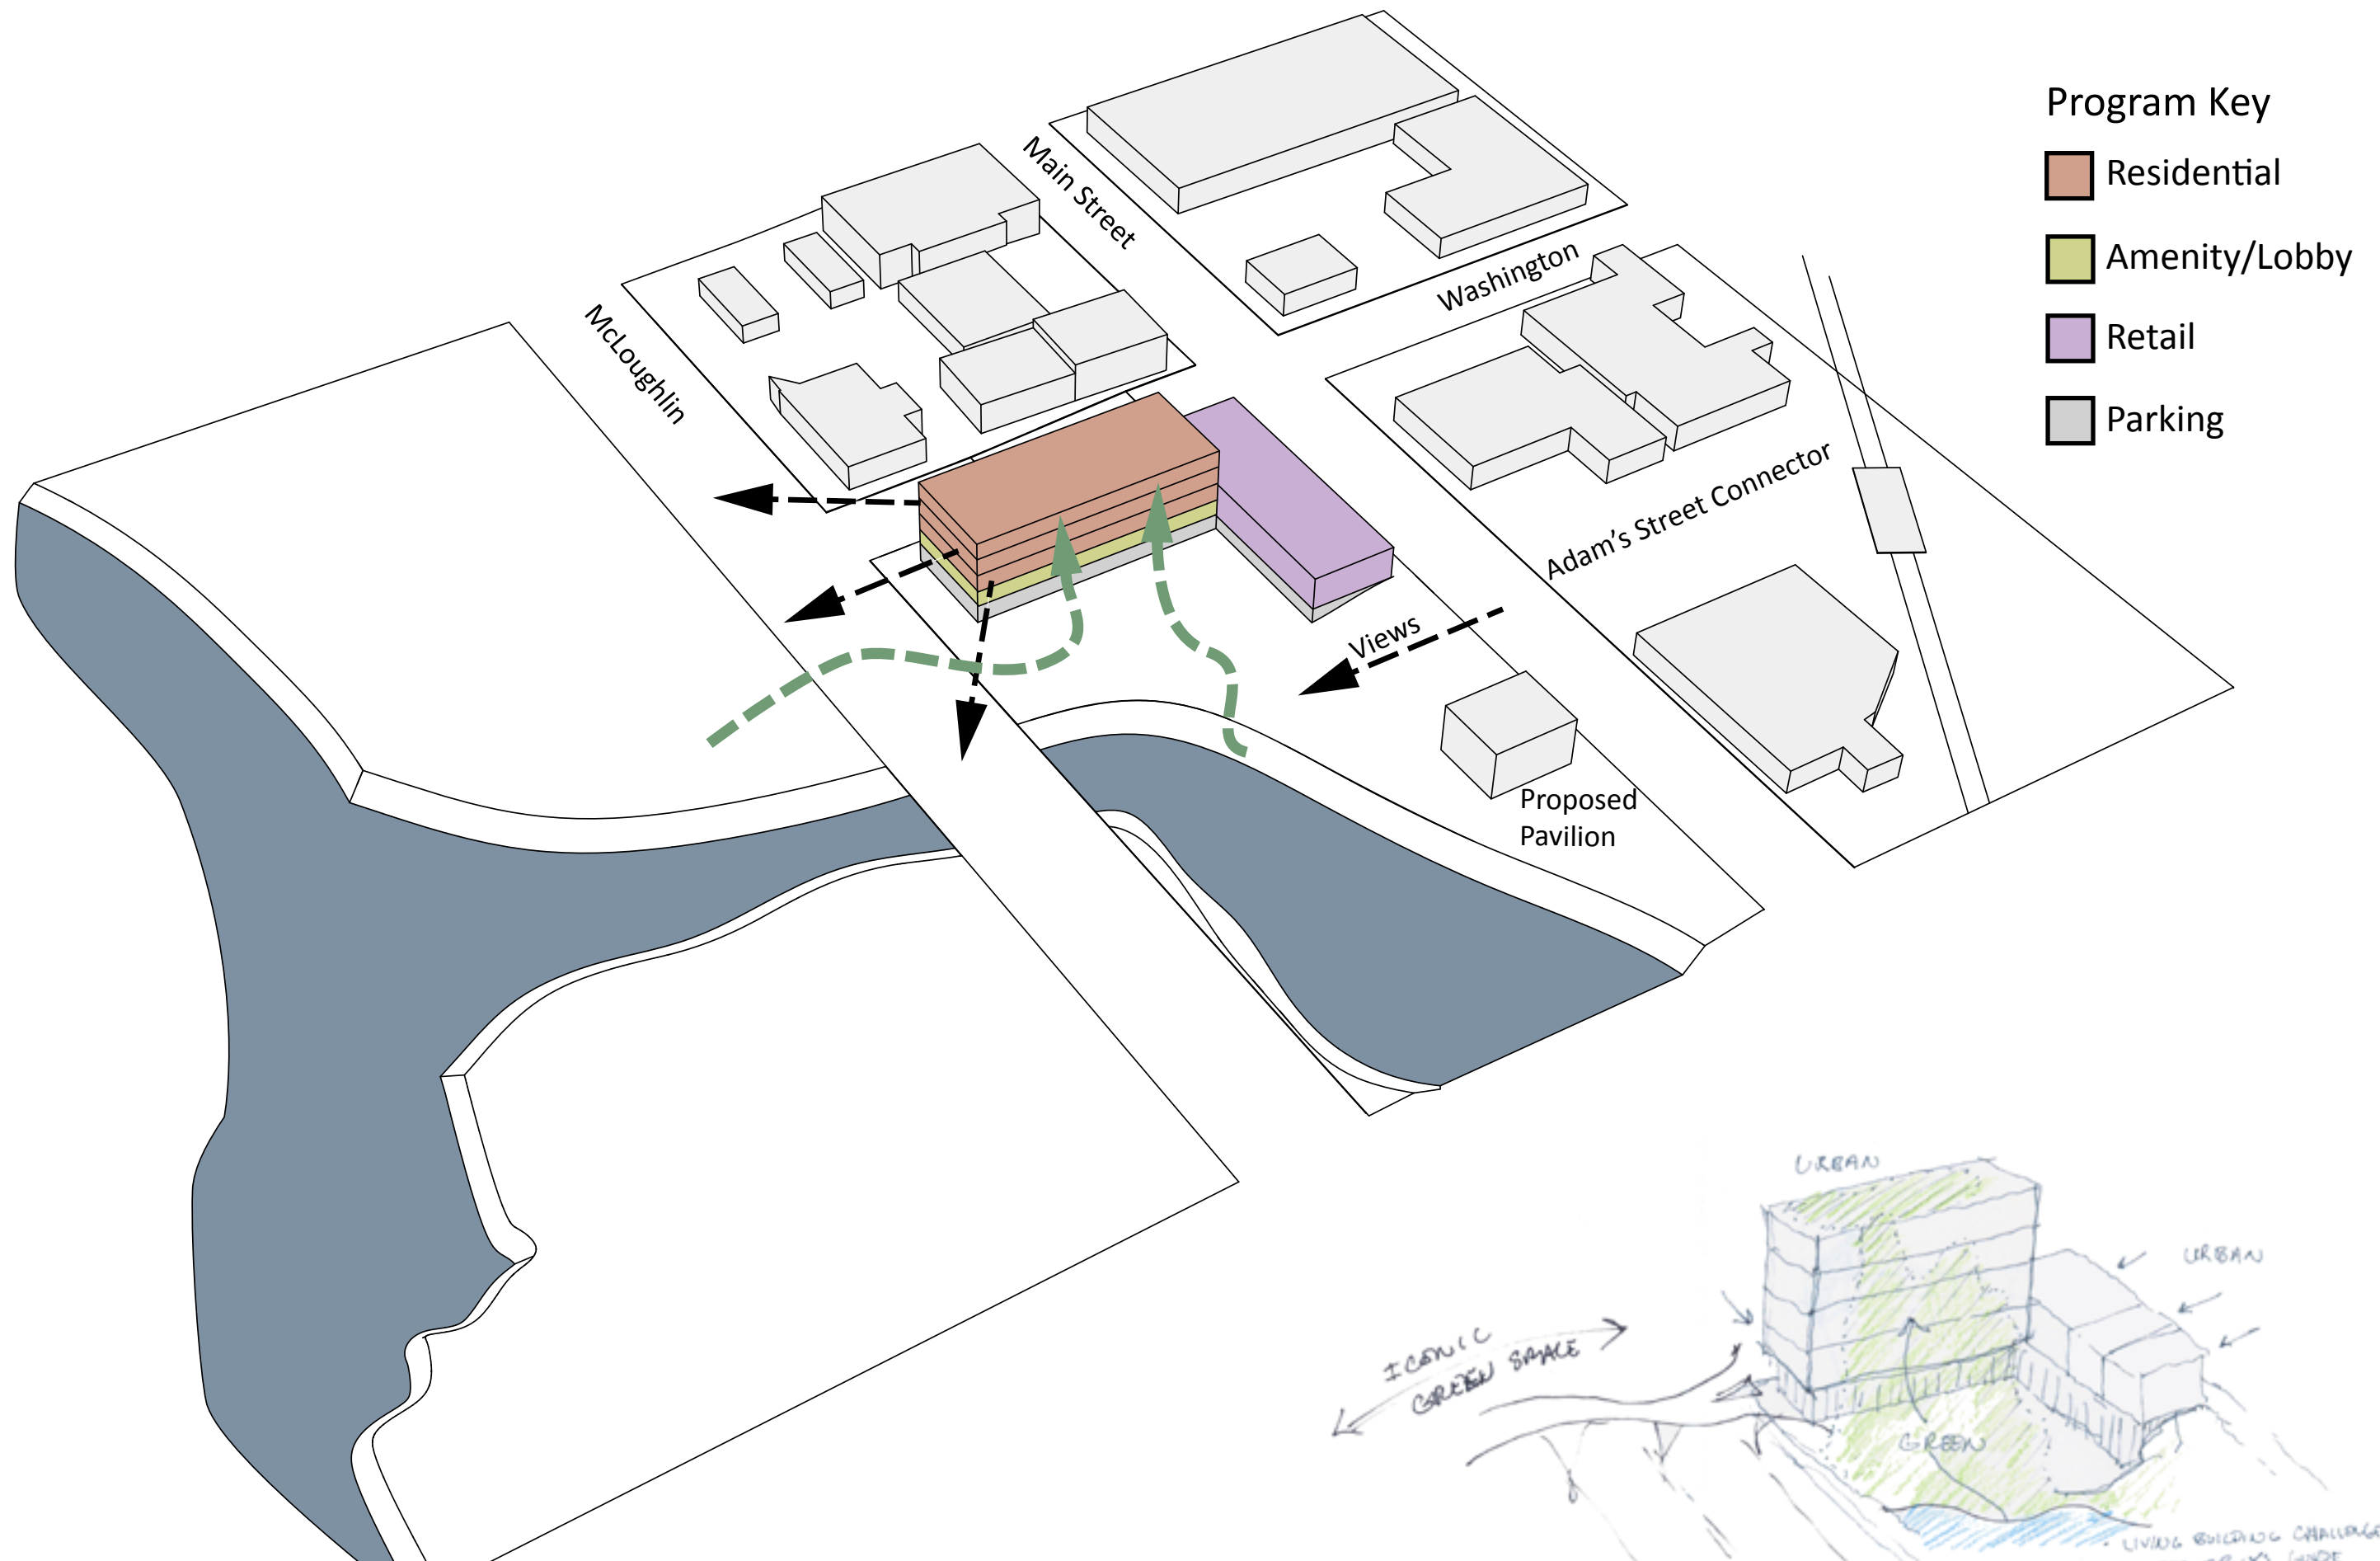 Program Key
Residential
Amenity/Lobby
Retail
Parking
Main Street
McLoughlin
Washington
Adam's Street Connector
Views
Proposed
Pavilion
URBAN
URBAN
ICONIC
GREEN SPACE
GREEN
LIVING BUILDING CHALLENGE